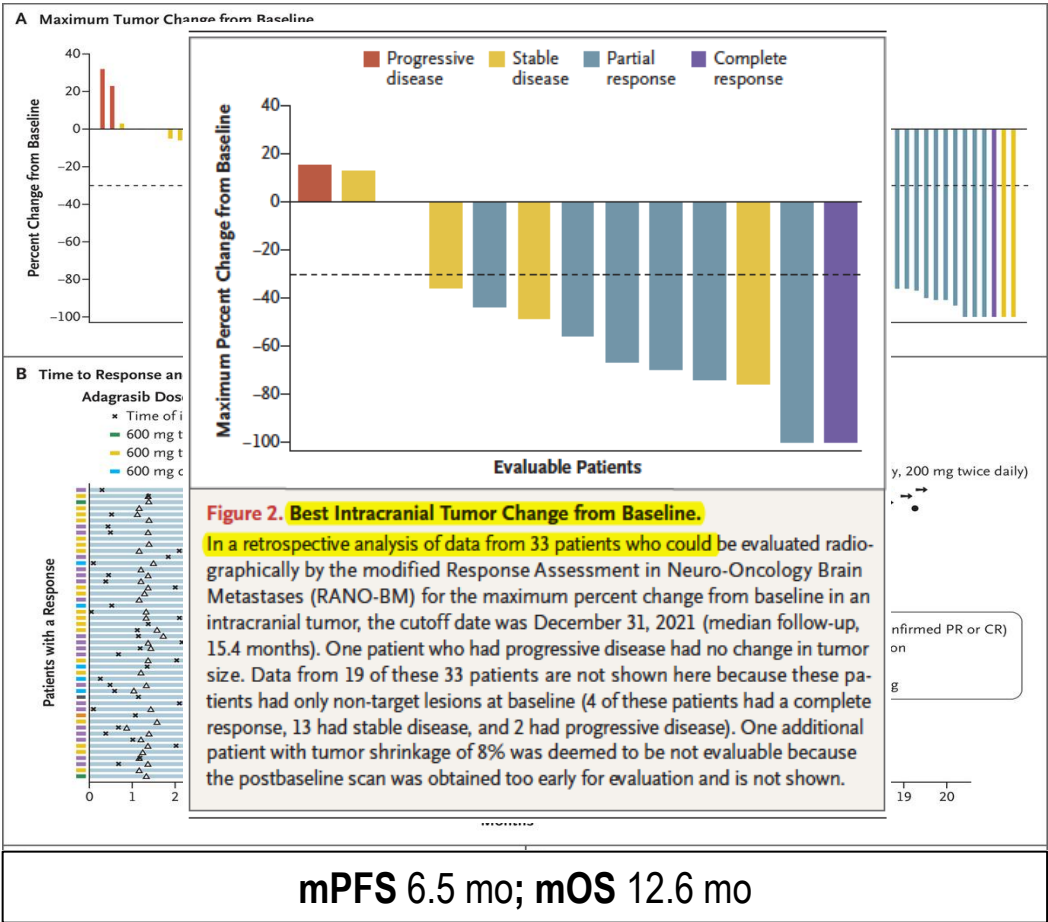 A Maximum Tumor Change from Baseline
Percent Change from Baseline
40
20
0
−20
−40
−60
−80
−100
Progressive disease
Stable disease
Partial response
Complete response
Maximum Percent Change from Baseline
40
20
0
−20
−40
−60
−80
−100
Evaluable Patients
Figure 2. Best Intracranial Tumor Change from Baseline.
In a retrospective analysis of data from 33 patients who could be evaluated radio-
graphically by the modified Response Assessment in Neuro-Oncology Brain
Metastases (RANO-BM) for the maximum percent change from baseline in an
intracranial tumor, the cutoff date was December 31, 2021 (median follow-up,
15.4 months). One patient who had progressive disease had no change in tumor
size. Data from 19 of these 33 patients are not shown here because these pa-
tients had only non-target lesions at baseline (4 of these patients had a complete
response, 13 had stable disease, and 2 had progressive disease). One additional
patient with tumor shrinkage of 8% was deemed to be not evaluable because
the postbaseline scan was obtained too early for evaluation and is not shown.
B Time to Response an
Adagrasib Dos
Time of i
600 mg t
600 mg t
600 mg
y, 200 mg twice daily)
nfirmed PR or CR)
on
g
Patients with a Response
0 1 2
19 20
Months
mPFS 6.5 mo; mOS 12.6 mo